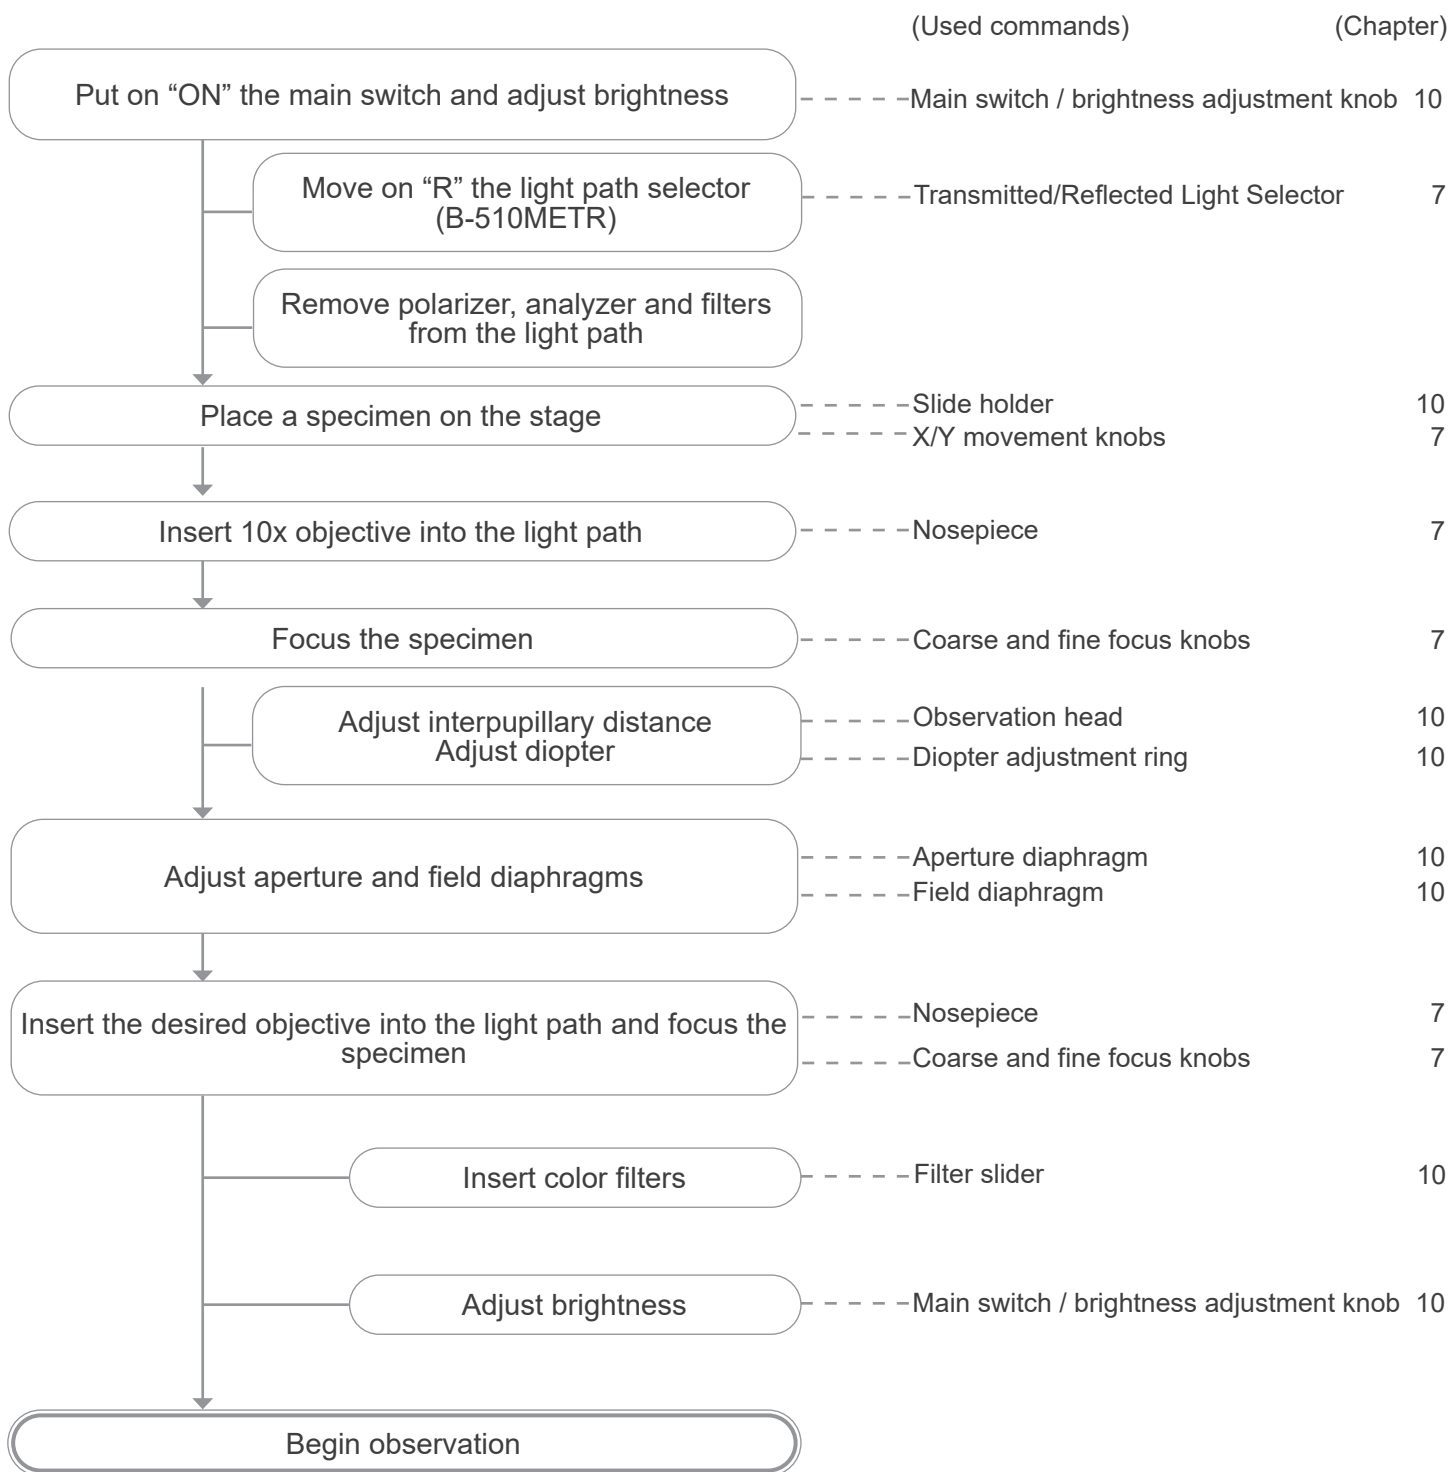 (Used commands) (Chapter)
Put on “ON” the main switch and adjust brightness
Main switch / brightness adjustment knob 10
Move on “R” the light path selector
(B-510METR)
Transmitted/Reflected Light Selector 7
Remove polarizer, analyzer and filters
from the light path
Place a specimen on the stage
Slide holder 10
X/Y movement knobs 7
Insert 10x objective into the light path
Nosepiece 7
Focus the specimen
Coarse and fine focus knobs 7
Adjust interpupillary distance
Adjust diopter
Observation head 10
Diopter adjustment ring 10
Adjust aperture and field diaphragms
Aperture diaphragm 10
Field diaphragm 10
Insert the desired objective into the light path and focus the
specimen
Nosepiece 7
Coarse and fine focus knobs 7
Insert color filters
Filter slider 10
Adjust brightness
Main switch / brightness adjustment knob 10
Begin observation